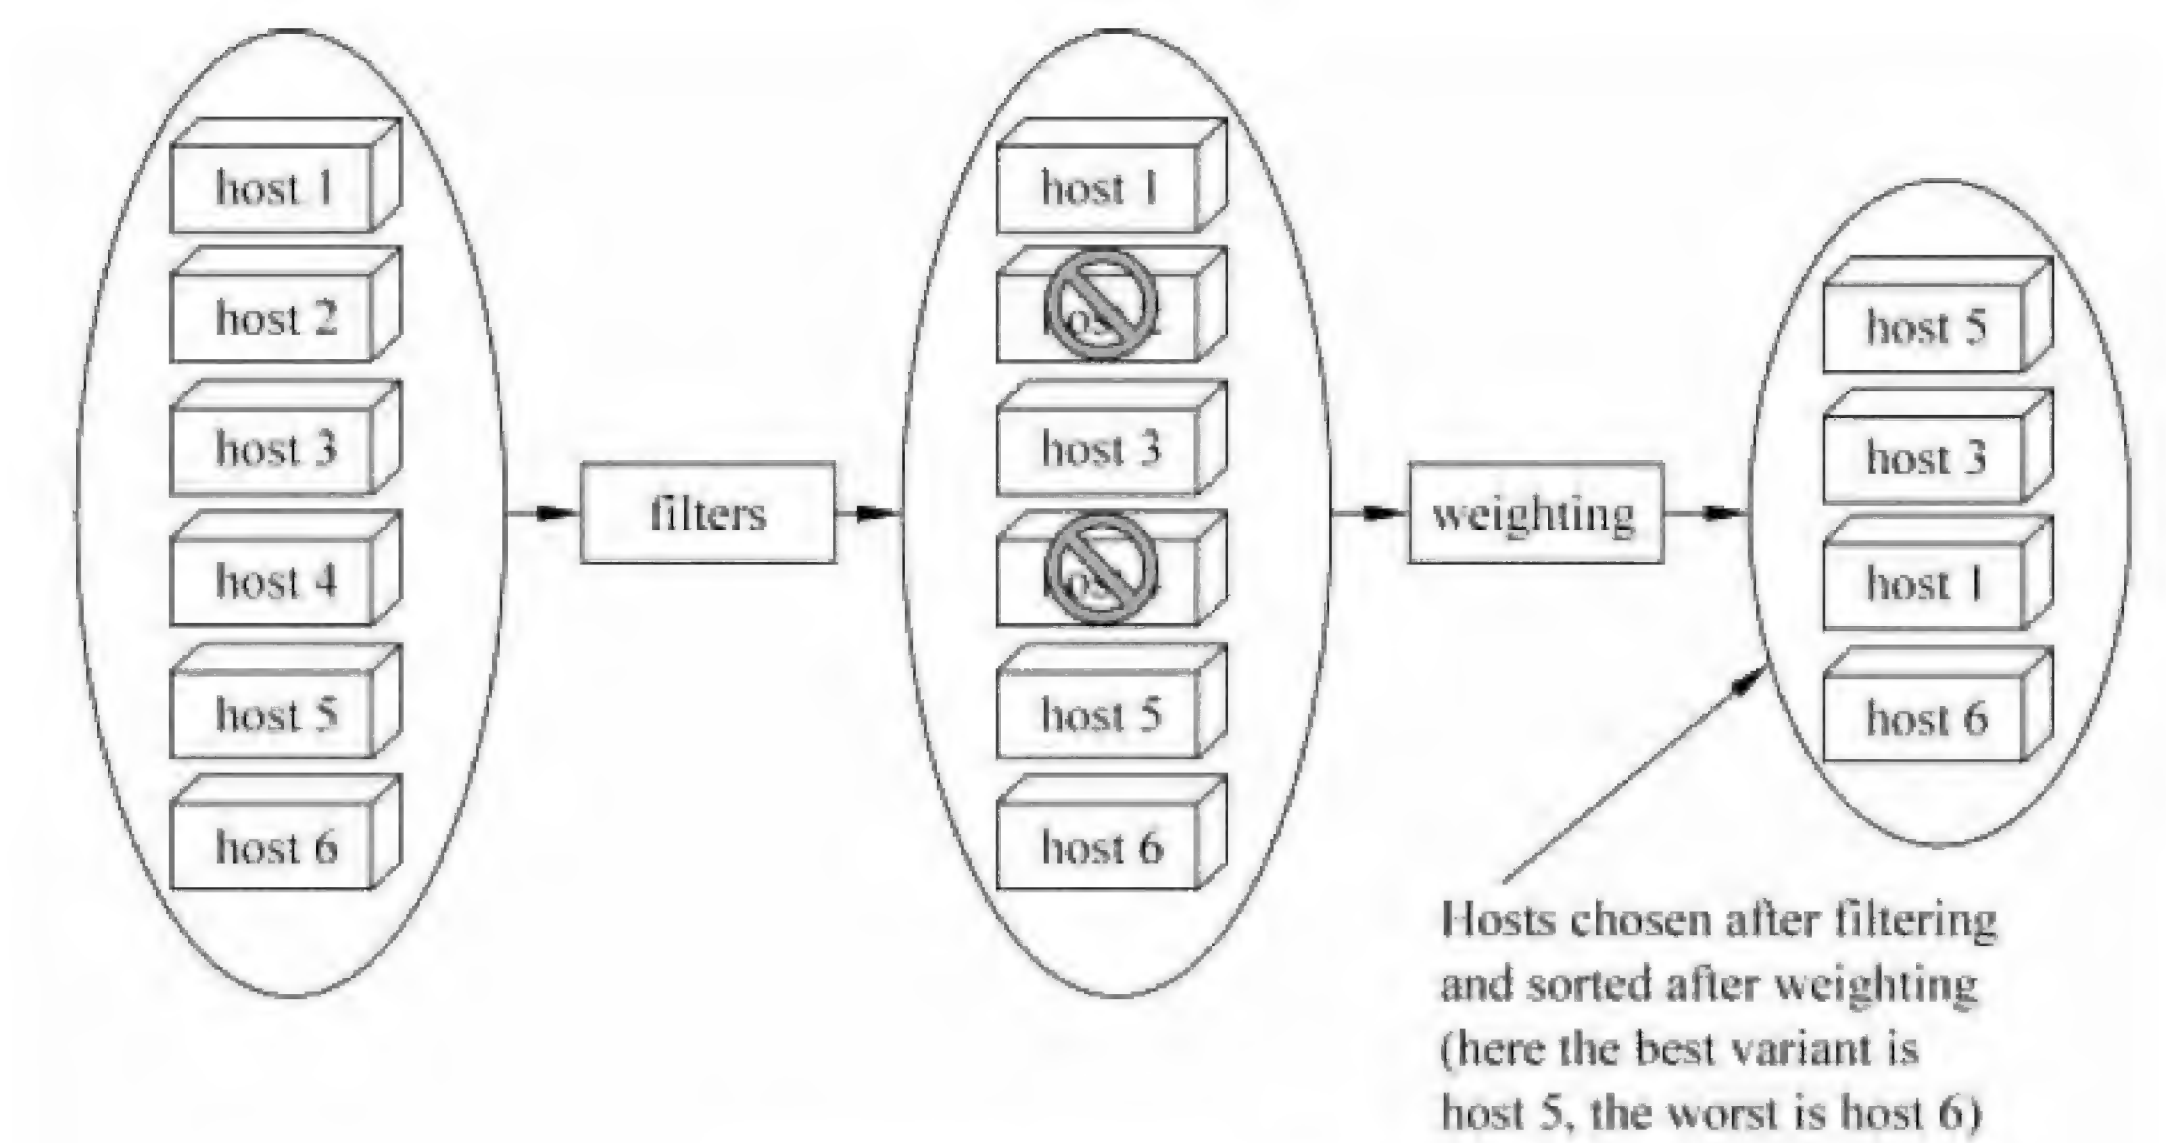 host 1
host 2
host 3
host 4
host 5
host 6
filters
host 1
host 3
host 5
host 6
weighting
host 5
host 3
host 1
host 6
Hosts chosen after filtering
and sorted after weighting
(here the best variant is
host 5, the worst is host 6)